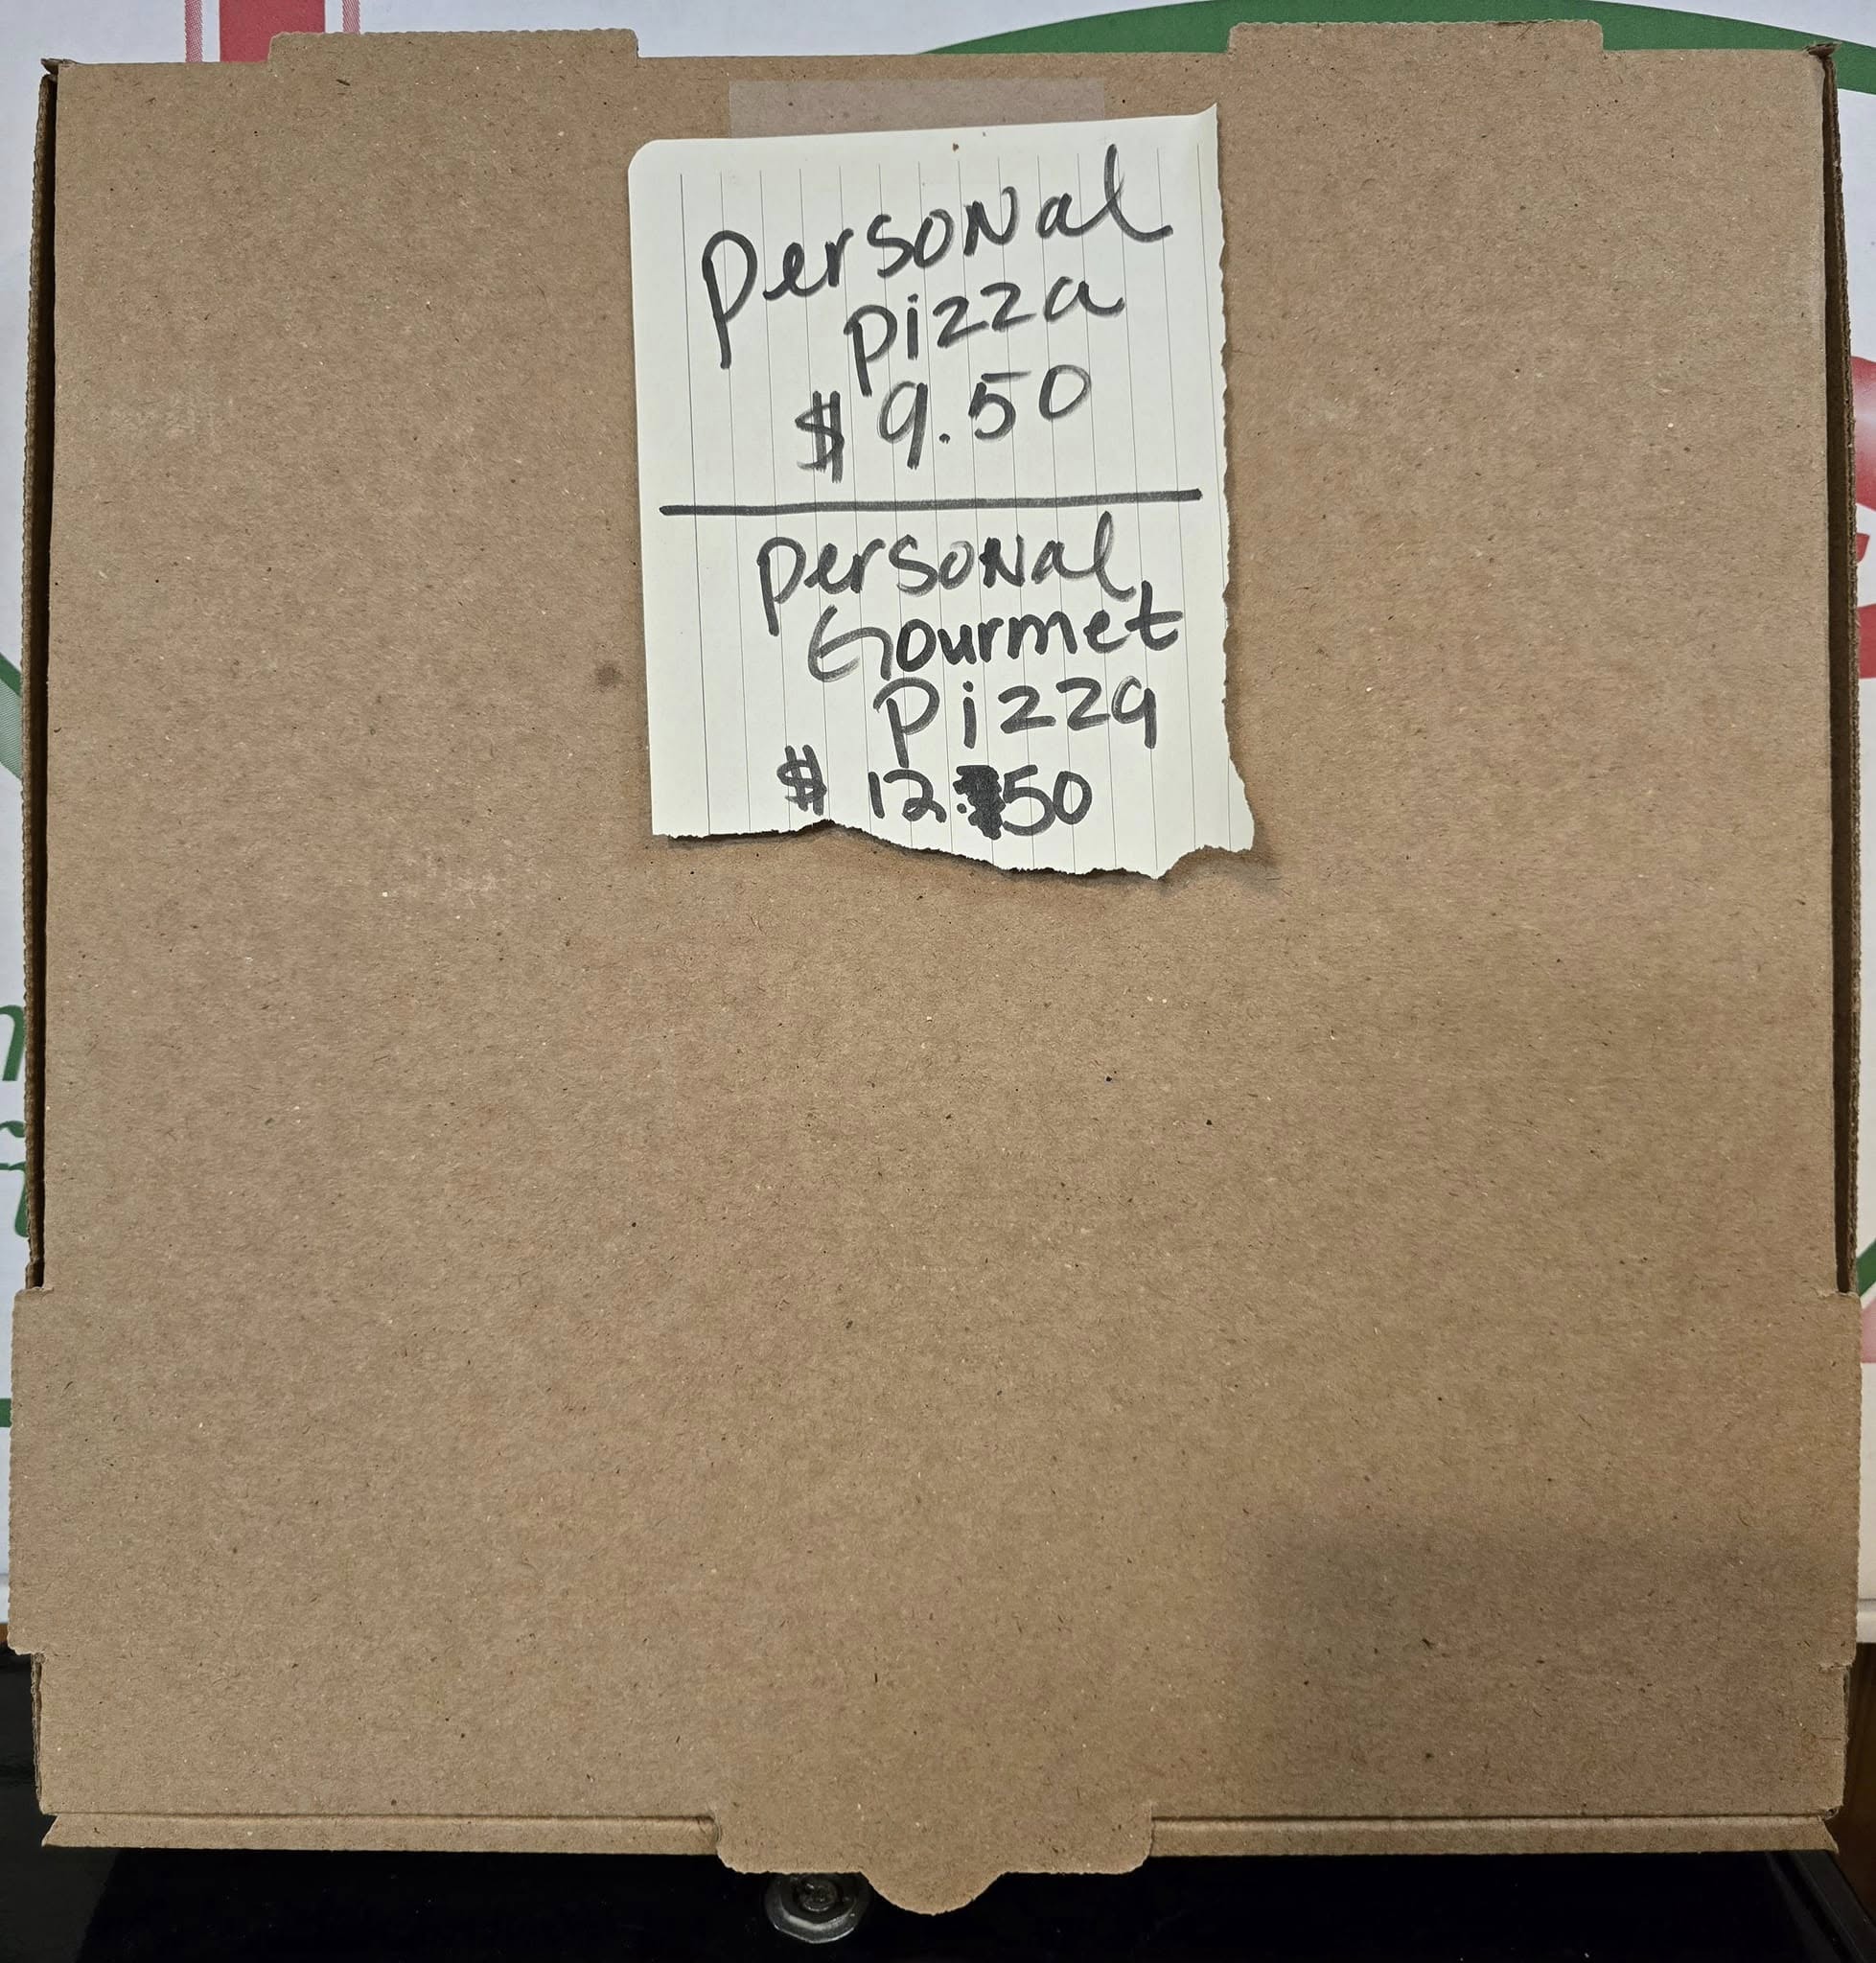 Personal
pizza
$ 9.50
personal
Gourmet
Pizza
$ 12.50